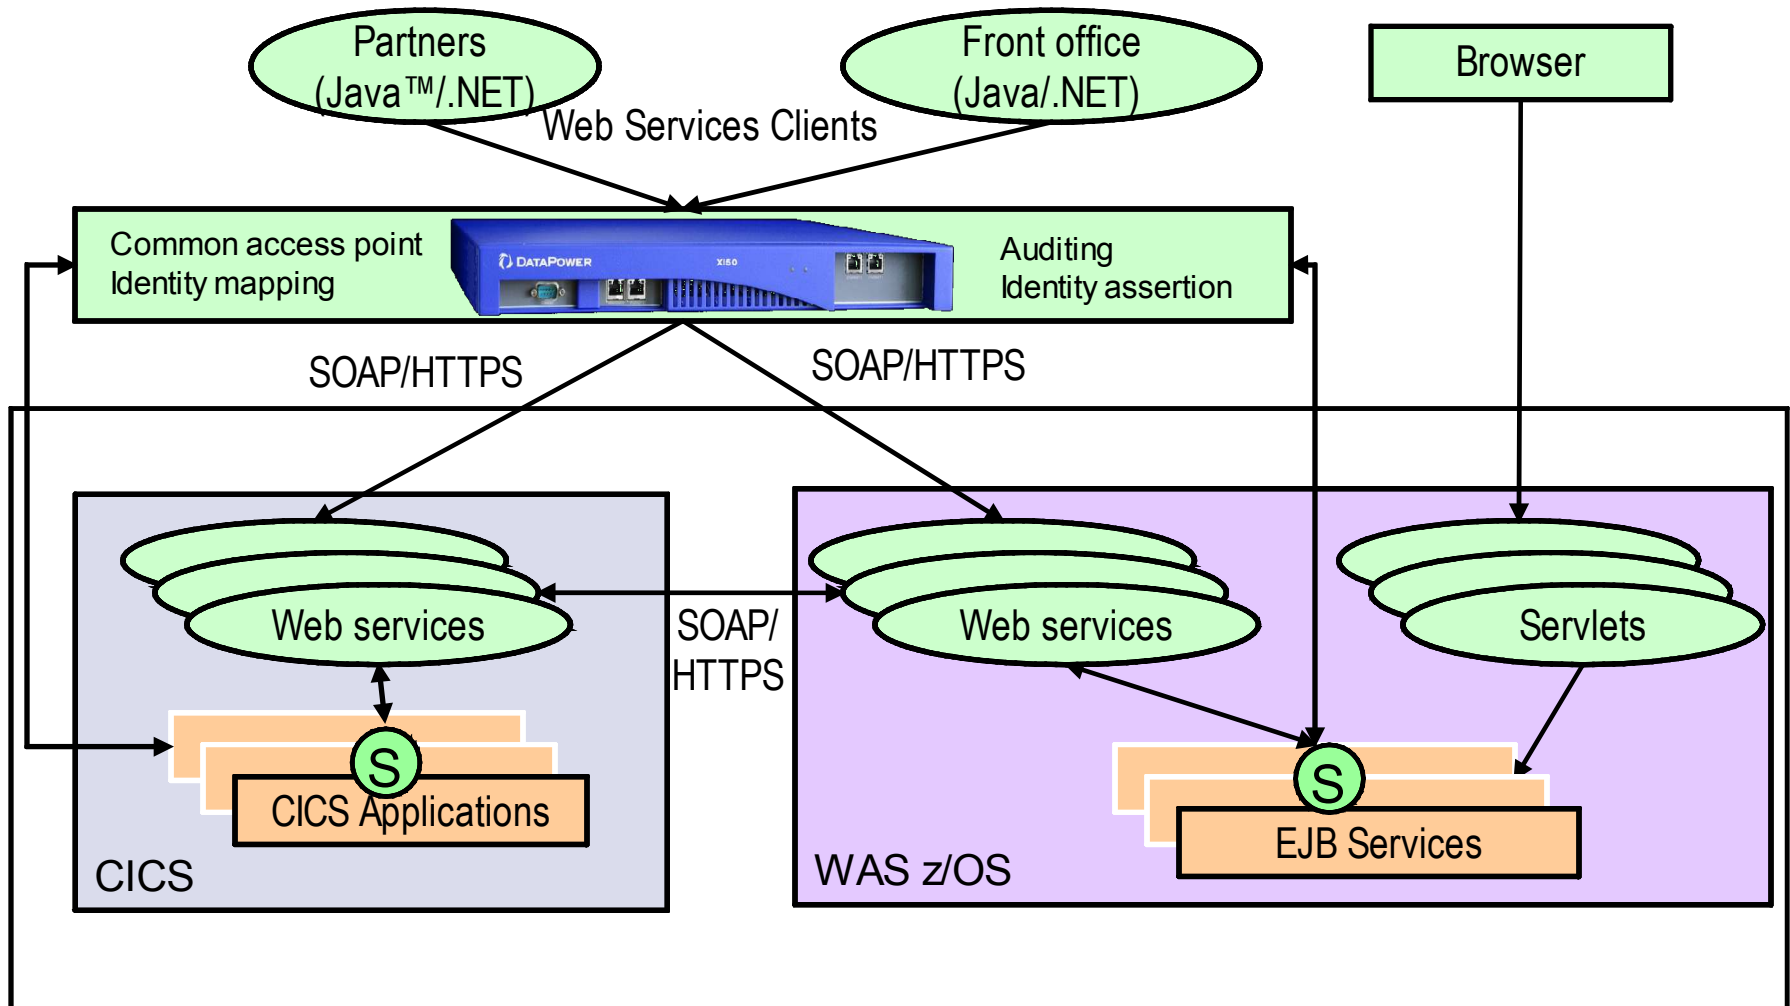 Partners
(Java™/.NET)
Front office
(Java/.NET)
Browser
Web Services Clients
Common access point
Identity mapping
DATAPOWER
XI50
Auditing
Identity assertion
SOAP/HTTPS
SOAP/HTTPS
Web services
SOAP/
HTTPS
Web services
Servlets
S
CICS Applications
S
EJB Services
CICS
WAS z/OS